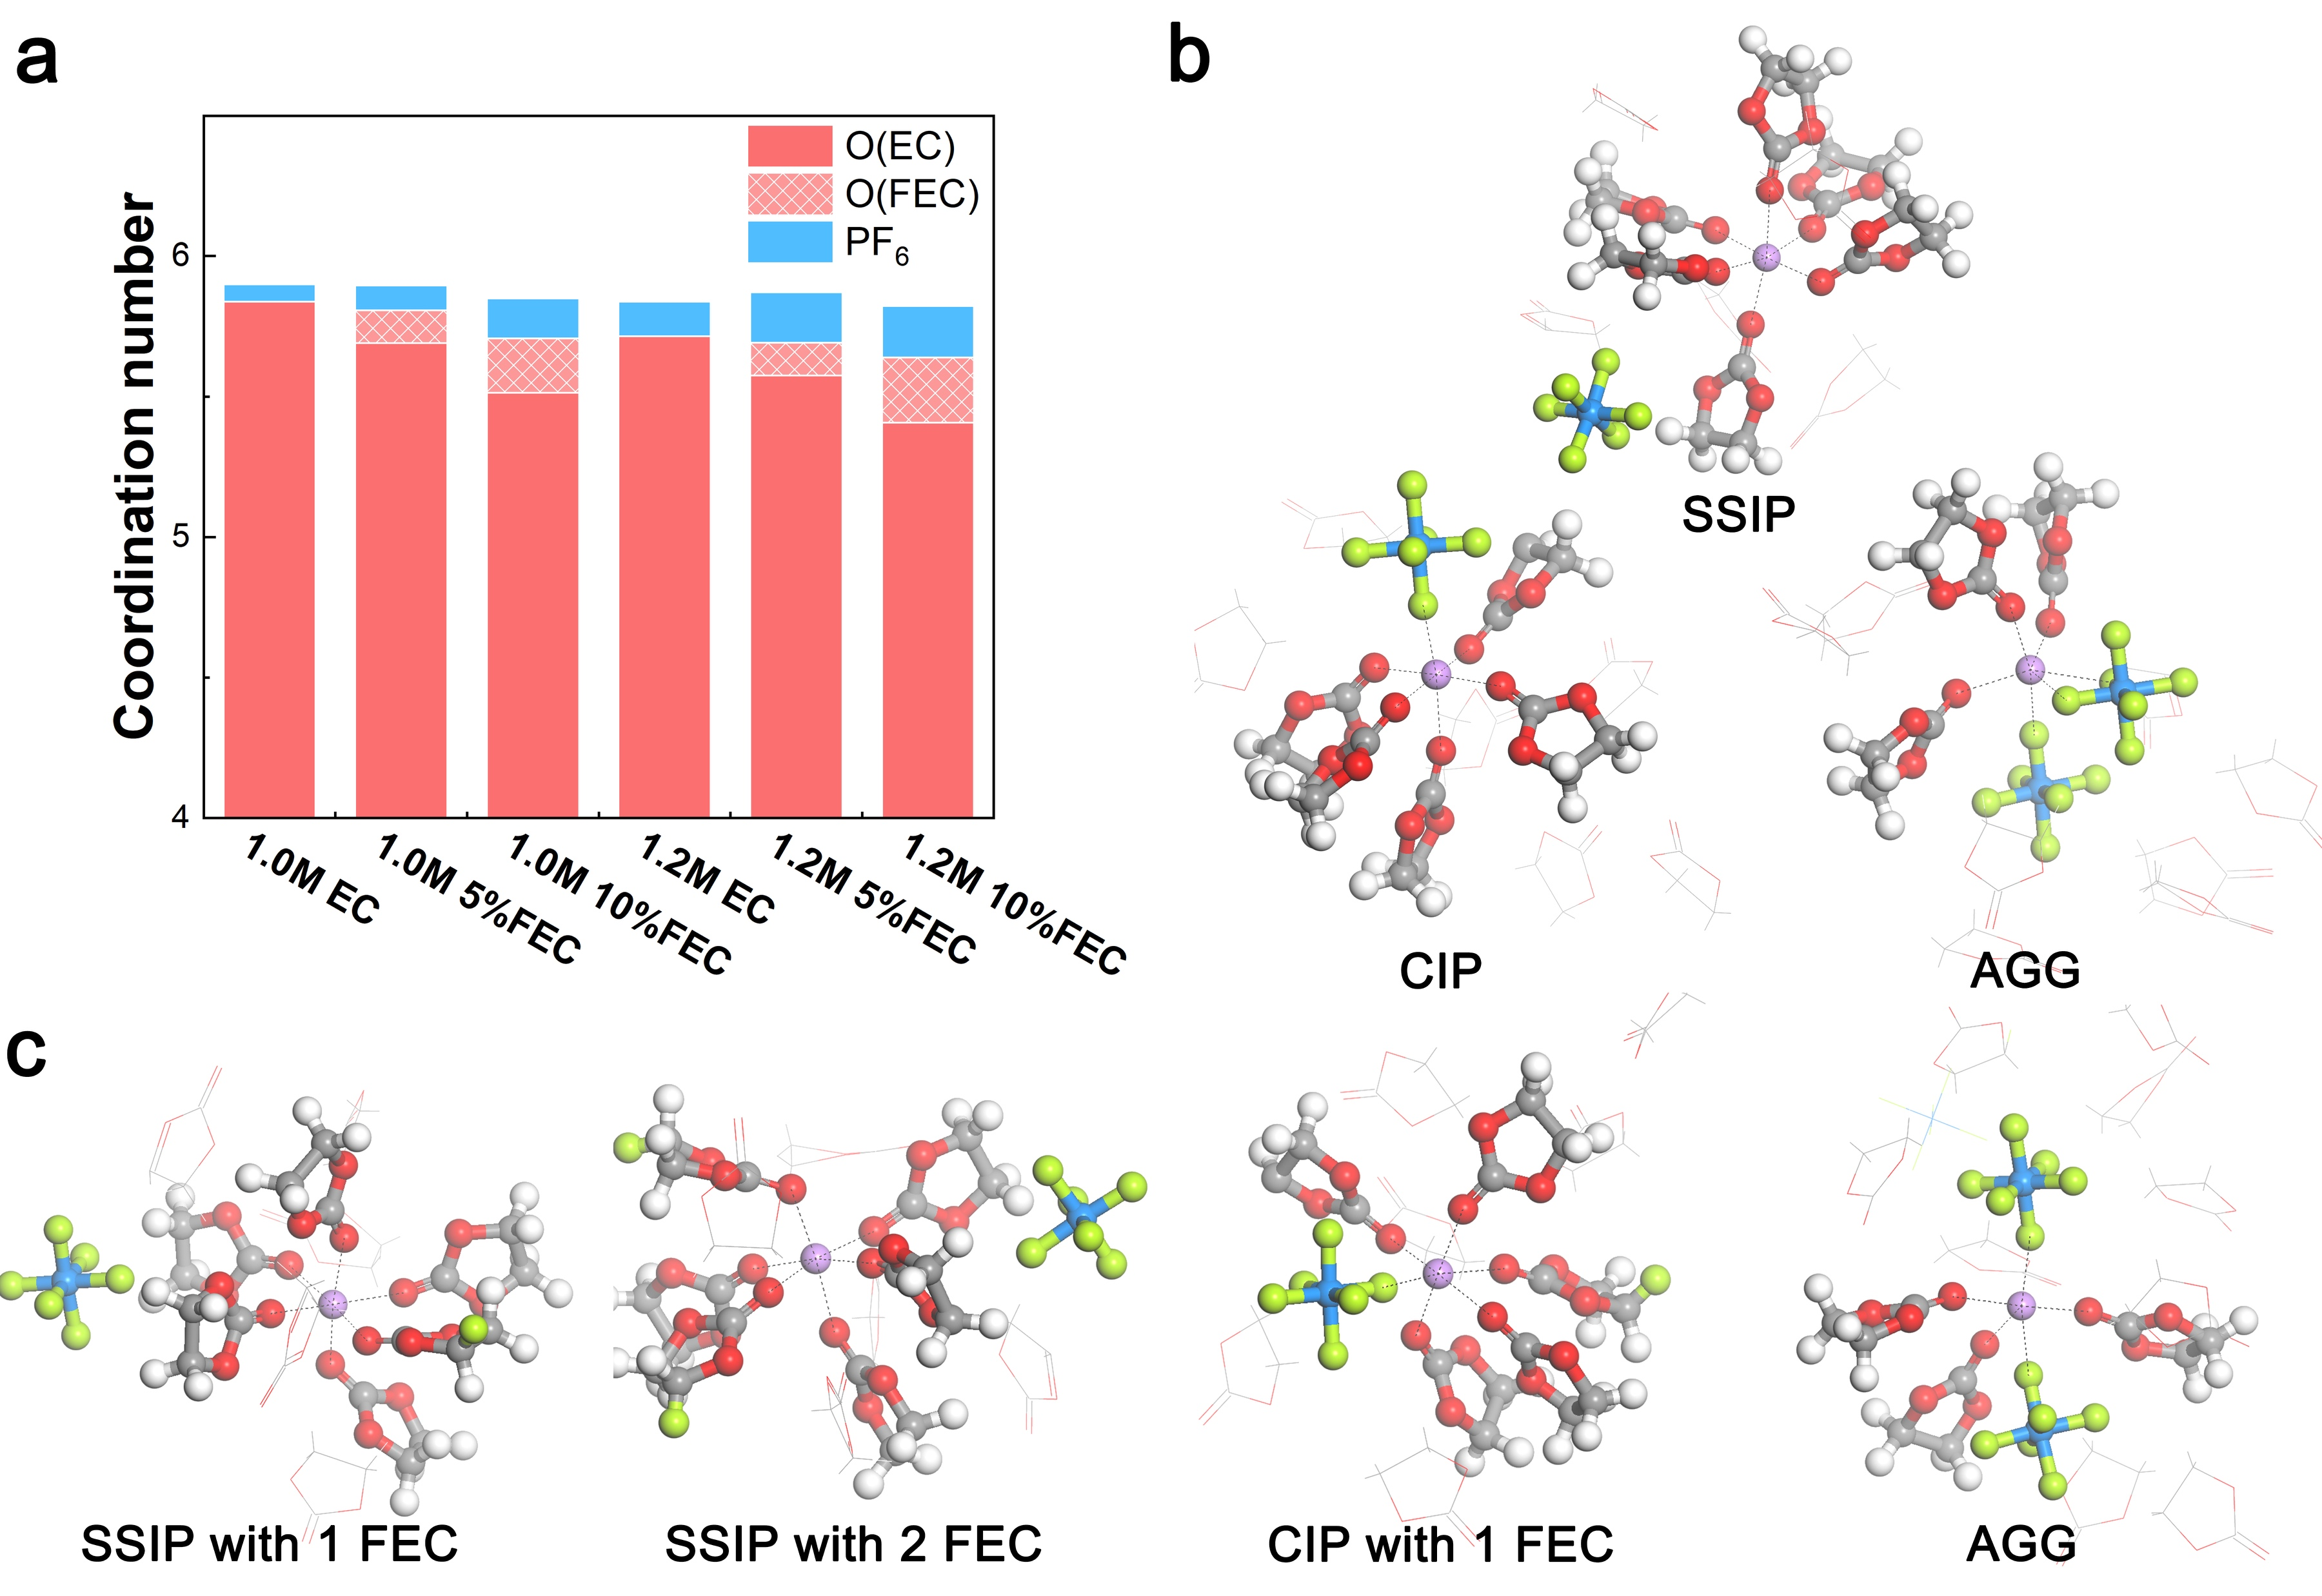 a
Coordination number
6
5
4
O(EC)
O(FEC)
PF6
1.0M EC
1.0M 5%FEC
1.0M 10%FEC
1.2M EC
1.2M 5%FEC
1.2M 10%FEC
b
SSIP
CIP
AGG
c
SSIP with 1 FEC
SSIP with 2 FEC
CIP with 1 FEC
AGG